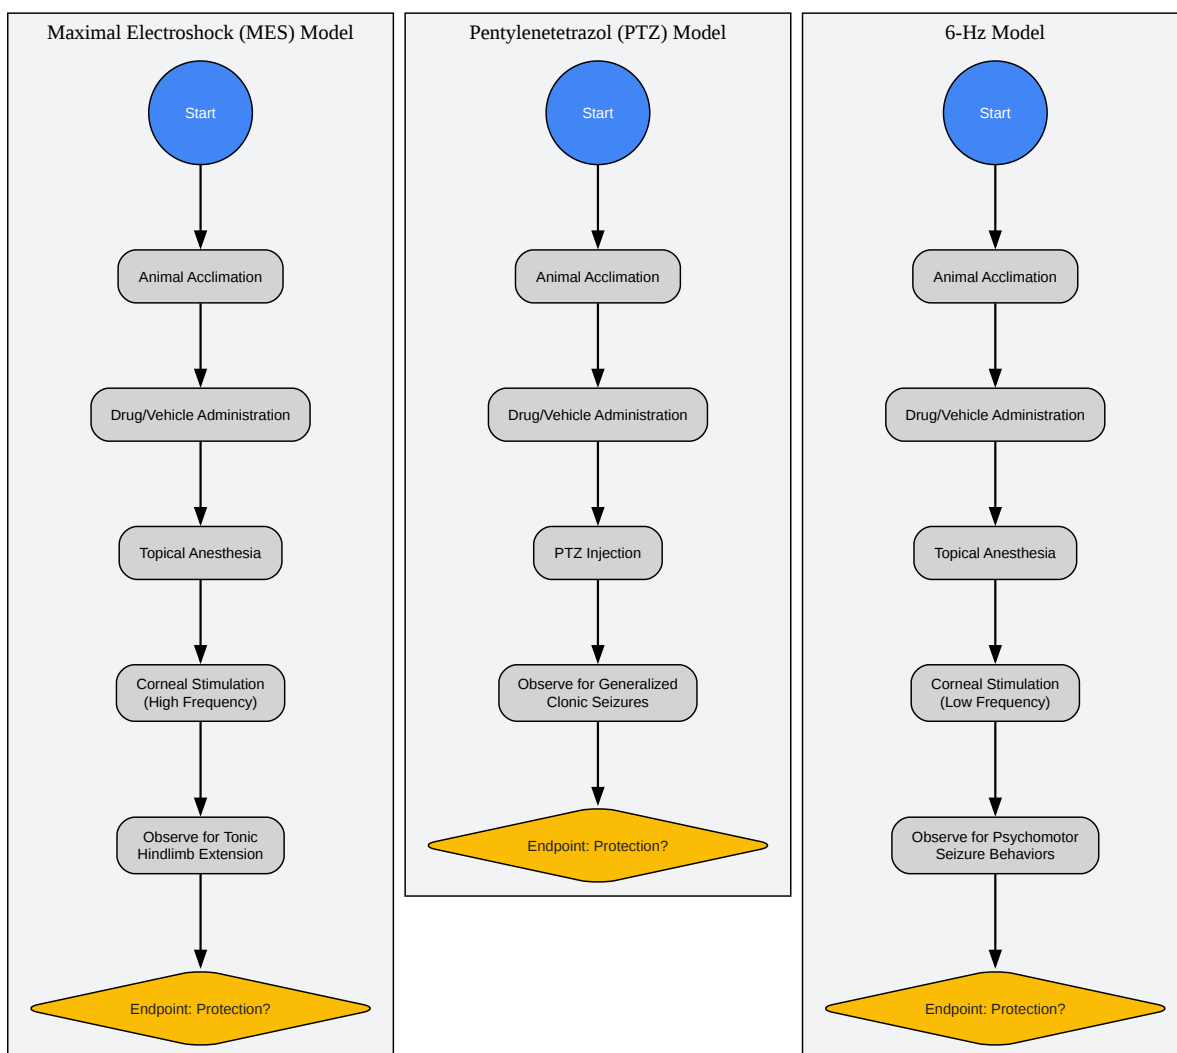 Maximal Electroshock (MES) Model
Start
Animal Acclimation
Drug/Vehicle Administration
Topical Anesthesia
Corneal Stimulation
(High Frequency)
Observe for Tonic
Hindlimb Extension
Endpoint: Protection?
Pentylenetetrazol (PTZ) Model
Start
Animal Acclimation
Drug/Vehicle Administration
PTZ Injection
Observe for Generalized
Clonic Seizures
Endpoint: Protection?
6-Hz Model
Start
Animal Acclimation
Drug/Vehicle Administration
Topical Anesthesia
Corneal Stimulation
(Low Frequency)
Observe for Psychomotor
Seizure Behaviors
Endpoint: Protection?